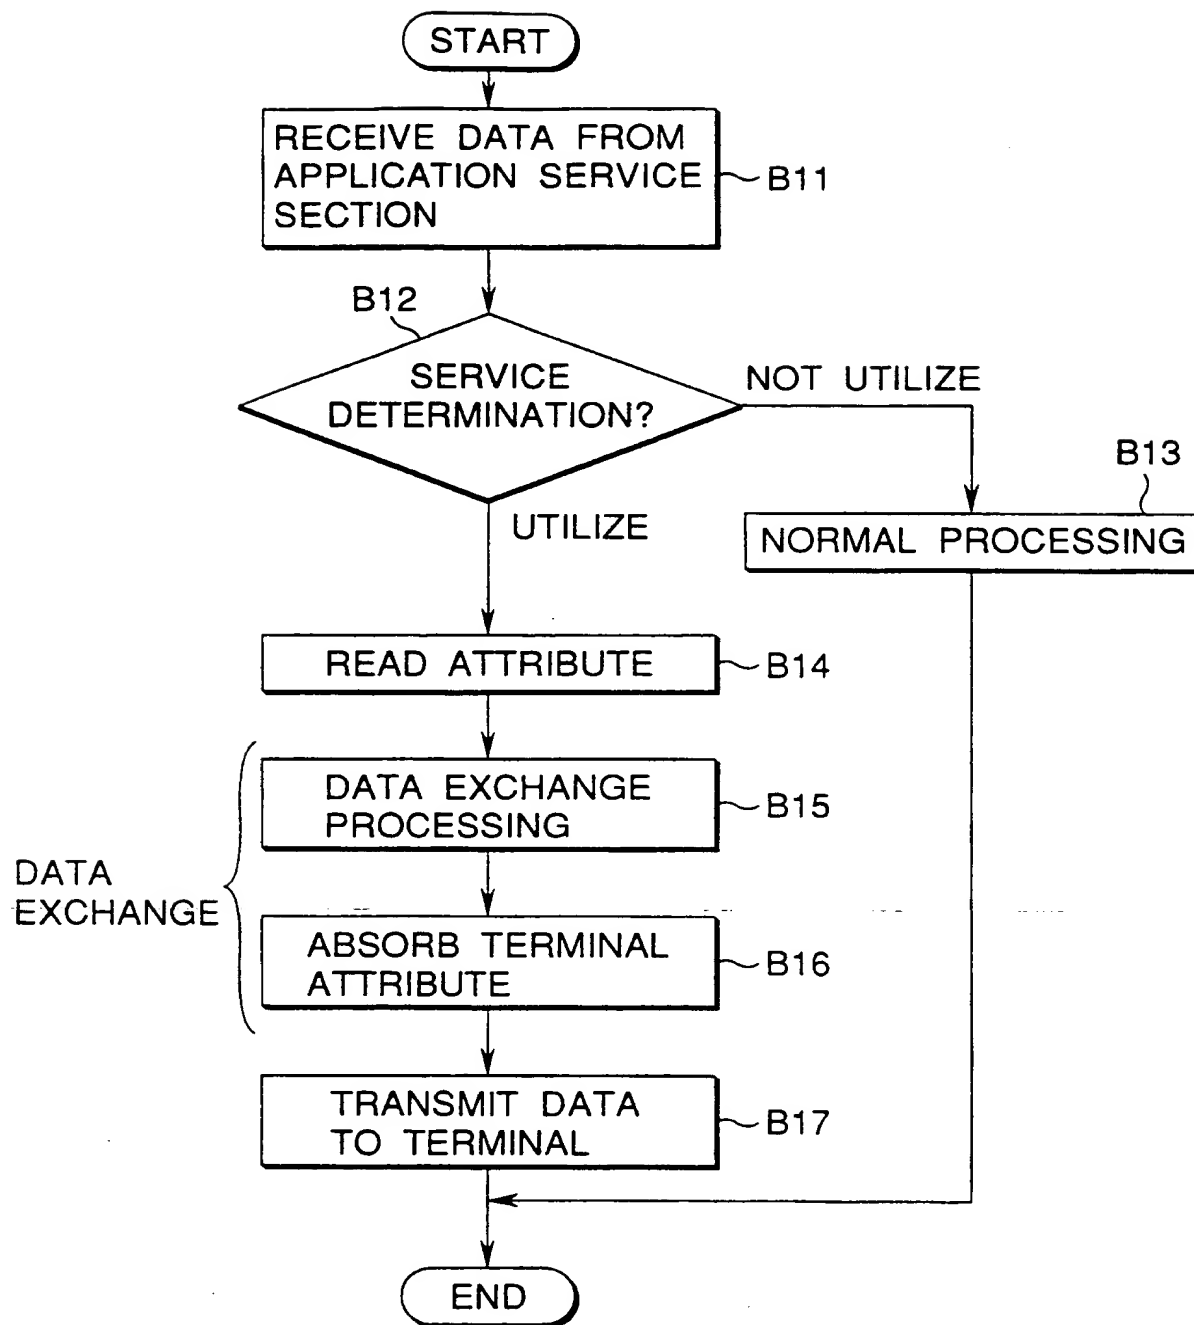 START
RECEIVE DATA FROM
APPLICATION SERVICE
SECTION
B11
B12
SERVICE
DETERMINATION?
NOT UTILIZE
UTILIZE
B13
NORMAL PROCESSING
READ ATTRIBUTE
B14
DATA EXCHANGE
PROCESSING
B15
DATA
EXCHANGE
ABSORB TERMINAL
ATTRIBUTE
B16
TRANSMIT DATA
TO TERMINAL
B17
END